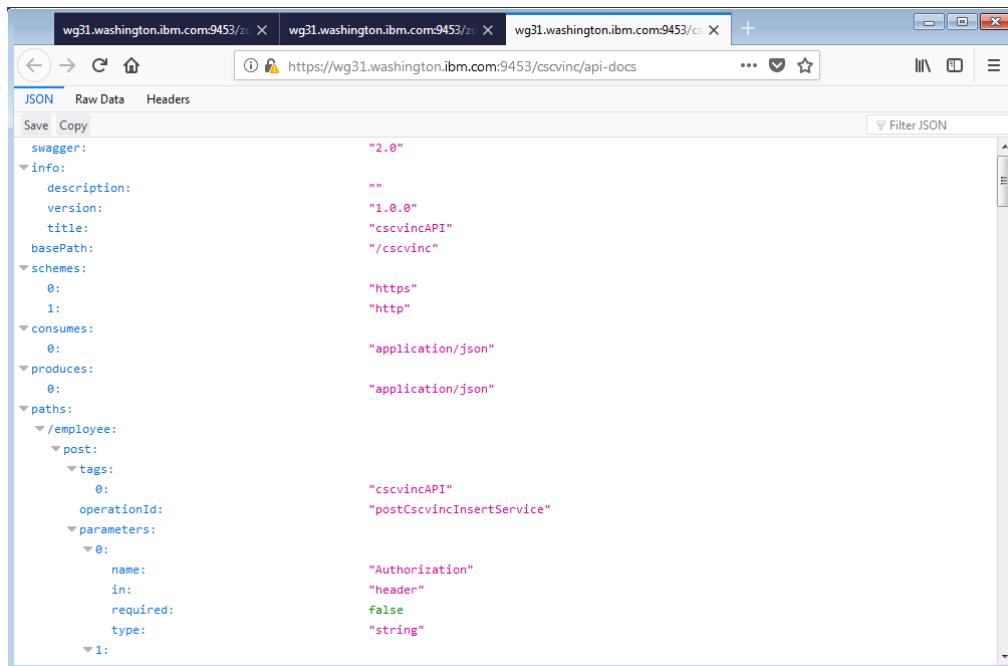 wg31.washington.ibm.com:9453/zc wg31.washington.ibm.com:9453/zc wg31.washington.ibm.com:9453/cs
https://wg31.washington.ibm.com:9453/cscvinc/api-docs
JSON Raw Data Headers
Save Copy Filter JSON
swagger: "2.0"
info:
description: ""
version: "1.0.0"
title: "cscvincAPI"
basePath: "/cscvinc"
schemes:
0: "https"
1: "http"
consumes:
0: "application/json"
produces:
0: "application/json"
paths:
/employee:
post:
tags:
0: "cscvincAPI"
operationId: "postCscvincInsertService"
parameters:
0:
name: "Authorization"
in: "header"
required: false
type: "string"
1: